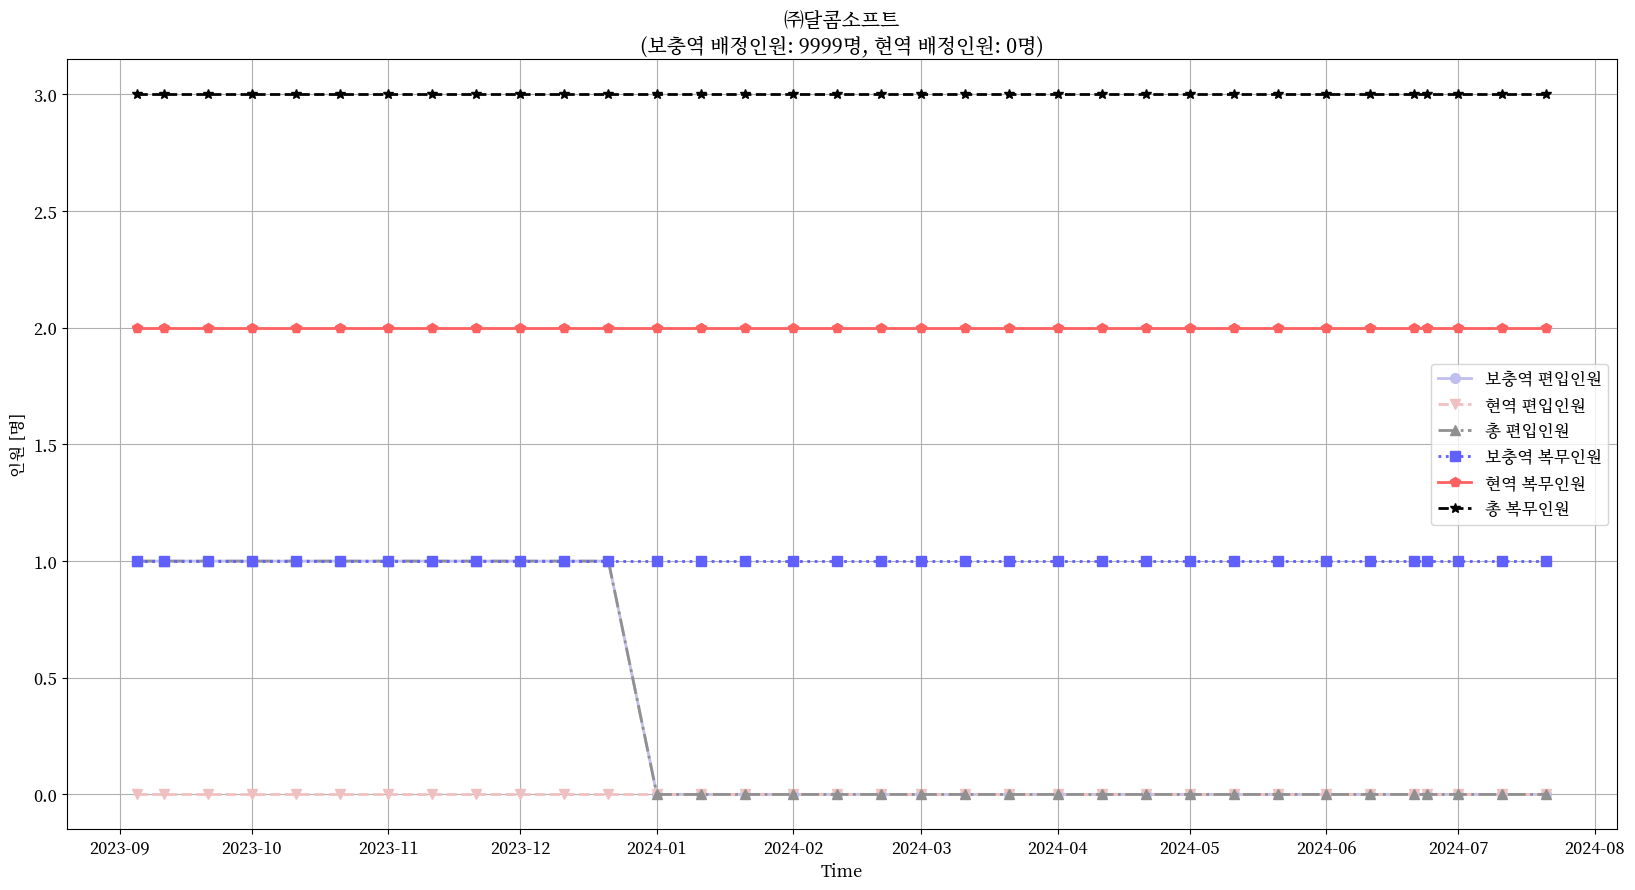 ㈜달콤소프트
(보충역 배정인원: 9999명, 현역 배정인원: 0명)
인원 [명]
3.0
2.5
2.0
1.5
1.0
0.5
0.0
보충역 편입인원
현역 편입인원
총 편입인원
보충역 복무인원
현역 복무인원
총 복무인원
2023-09 2023-10 2023-11 2023-12 2024-01 2024-02 2024-03 2024-04 2024-05 2024-06 2024-07 2024-08
Time